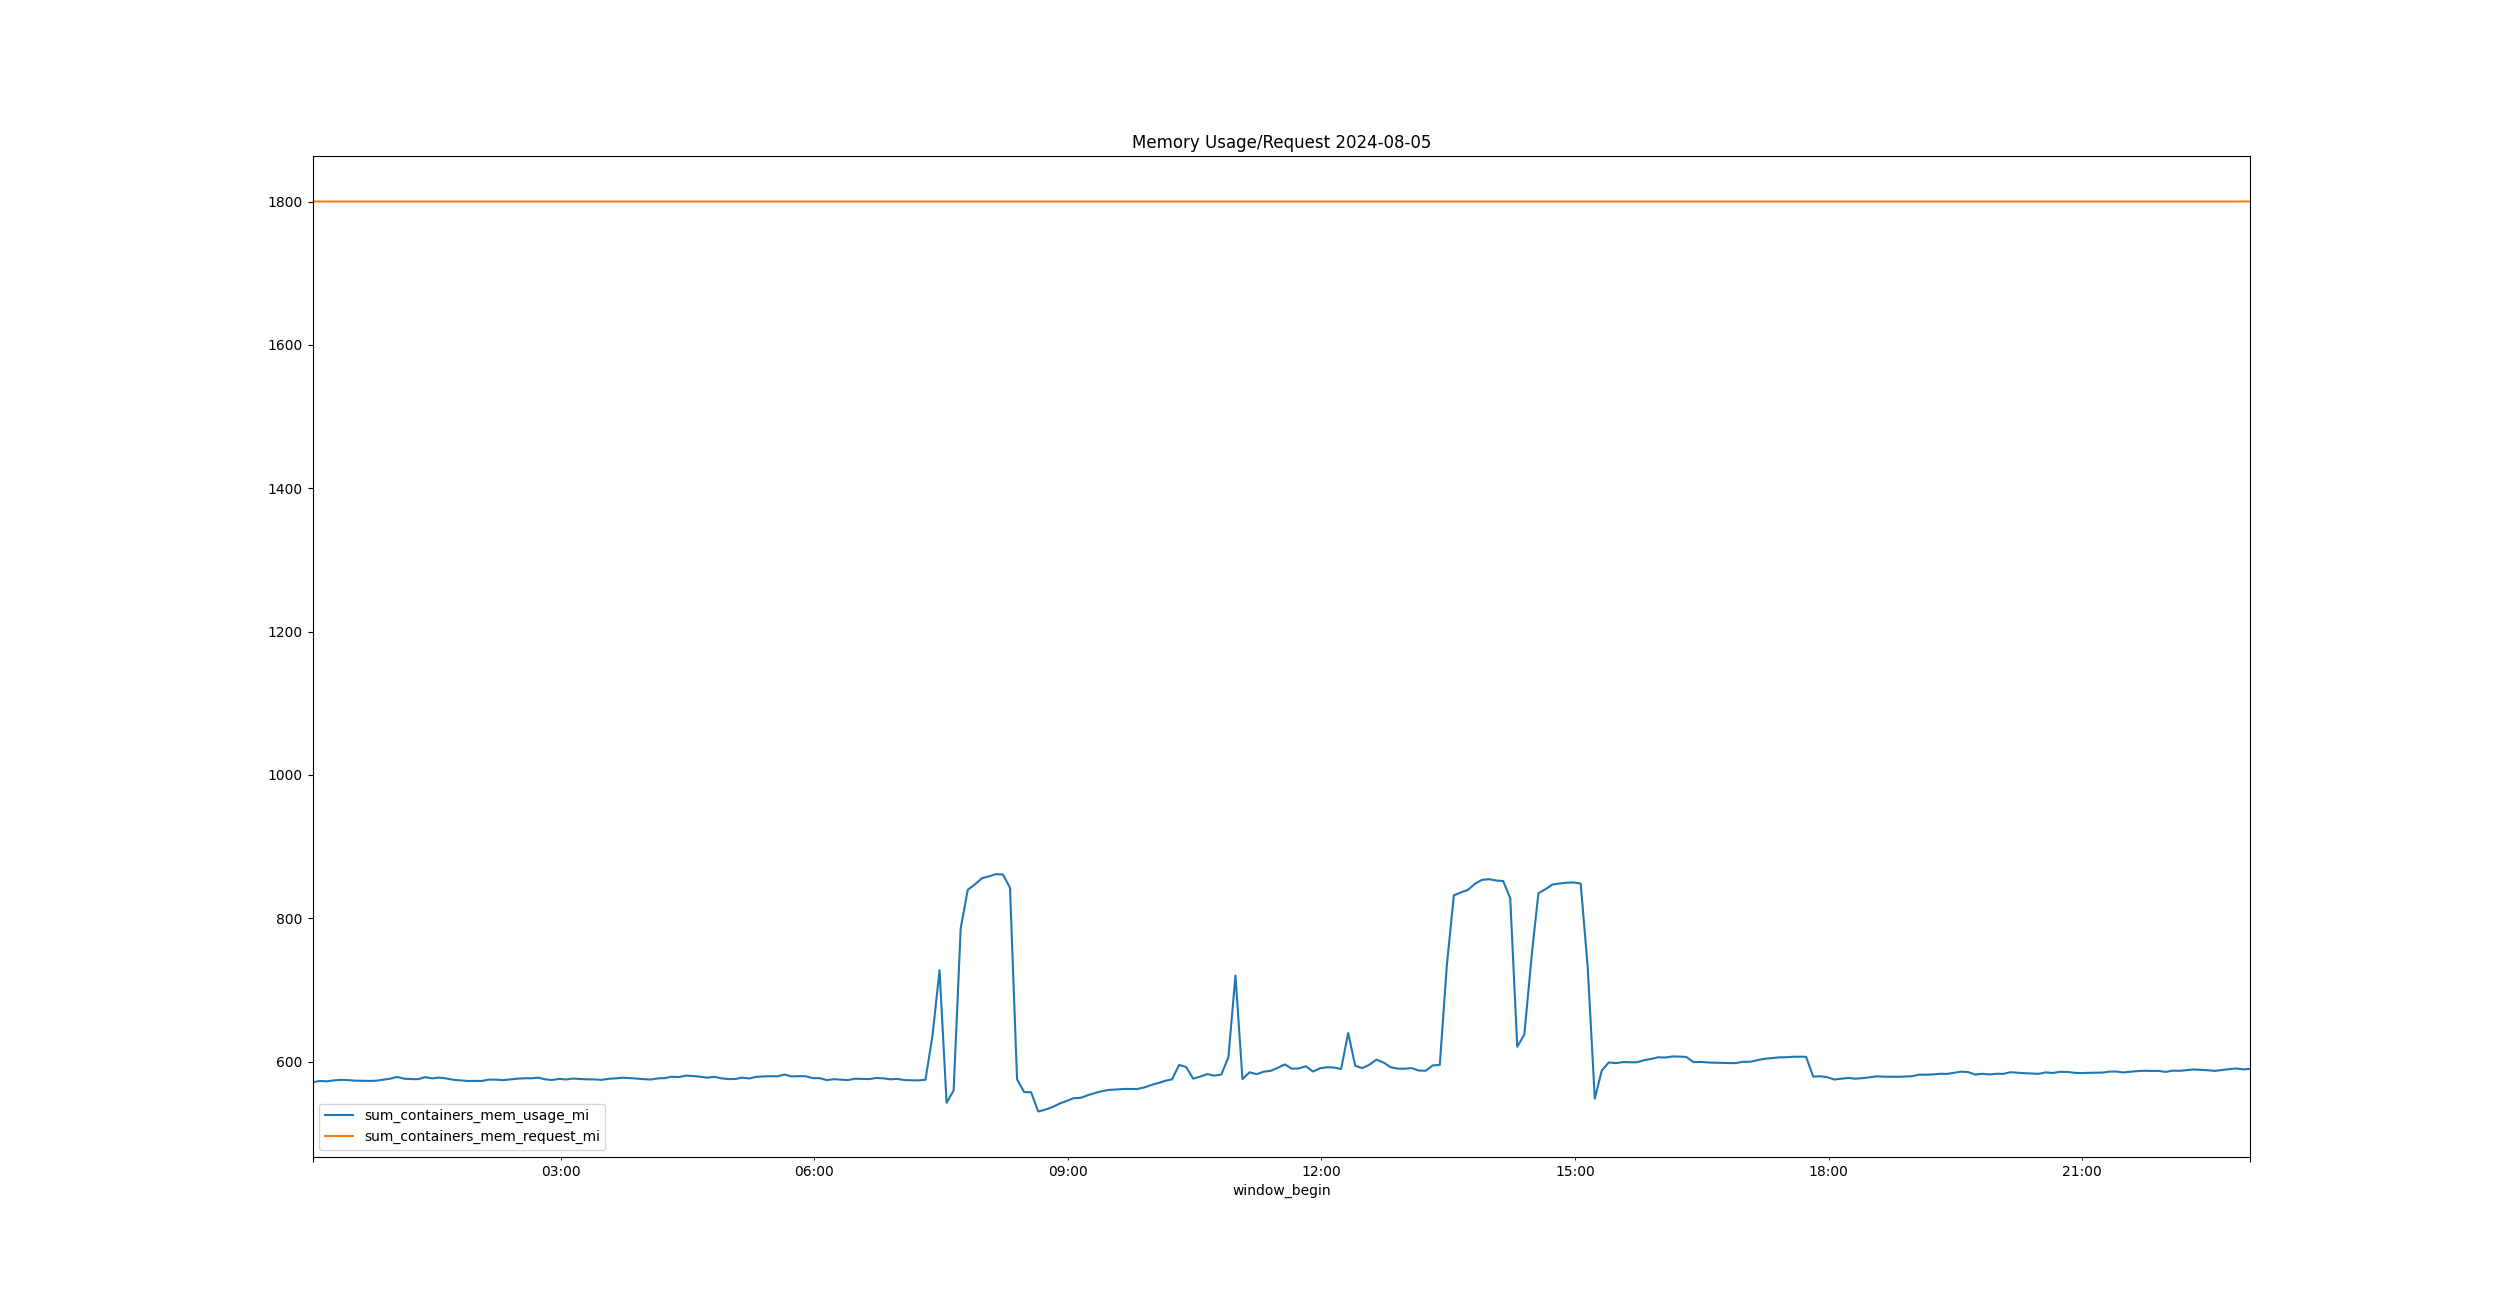 Memory Usage/Request 2024-08-05
1800
1600
1400
1200
1000
800
600
sum_containers_mem_usage_mi
sum_containers_mem_request_mi
03:00 06:00 09:00 12:00 15:00 18:00 21:00
window_begin